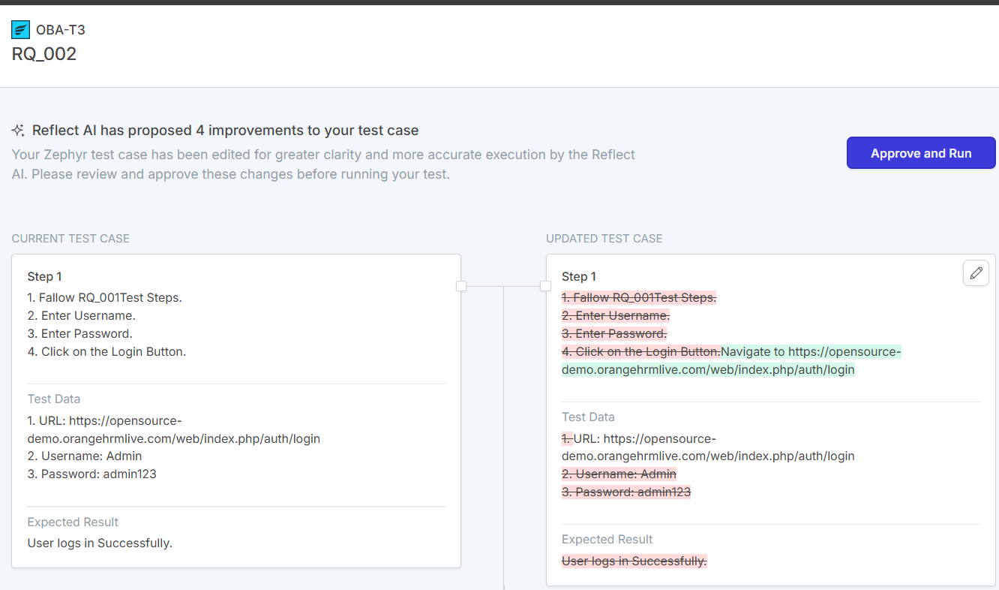 OBA-T3
RQ_002
Reflect AI has proposed 4 improvements to your test case
Your Zephyr test case has been edited for greater clarity and more accurate execution by the Reflect
AI. Please review and approve these changes before running your test.
Approve and Run
CURRENT TEST CASE
Step 1
1. Fallow RQ_001Test Steps.
2. Enter Username.
3. Enter Password.
4. Click on the Login Button.
Test Data
1. URL: https://opensource-
demo.orangehrmlive.com/web/index.php/auth/login
2. Username: Admin
3. Password: admin123
Expected Result
User logs in Successfully.
UPDATED TEST CASE
Step 1
1. Fallow RQ_001Test Steps.
2. Enter Username.
3. Enter Password.
4. Click on the Login Button.Navigate to https://opensource-
demo.orangehrmlive.com/web/index.php/auth/login
Test Data
1. URL: https://opensource-
demo.orangehrmlive.com/web/index.php/auth/login
2. Username: Admin
3. Password: admin123
Expected Result
User logs in Successfully.